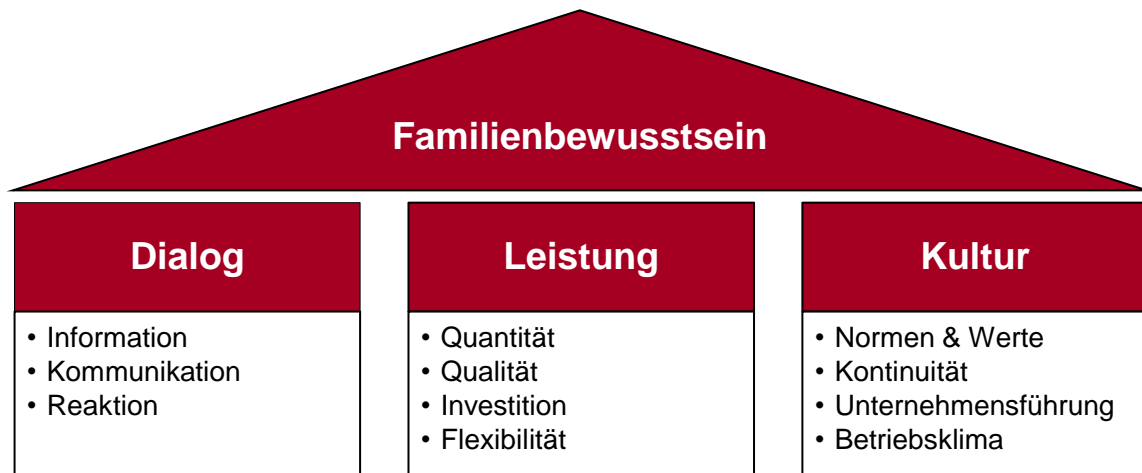 Familienbewusstsein
Dialog
• Information
• Kommunikation
• Reaktion
Leistung
• Quantität
• Qualität
• Investition
• Flexibilität
Kultur
• Normen & Werte
• Kontinuität
• Unternehmensführung
• Betriebsklima